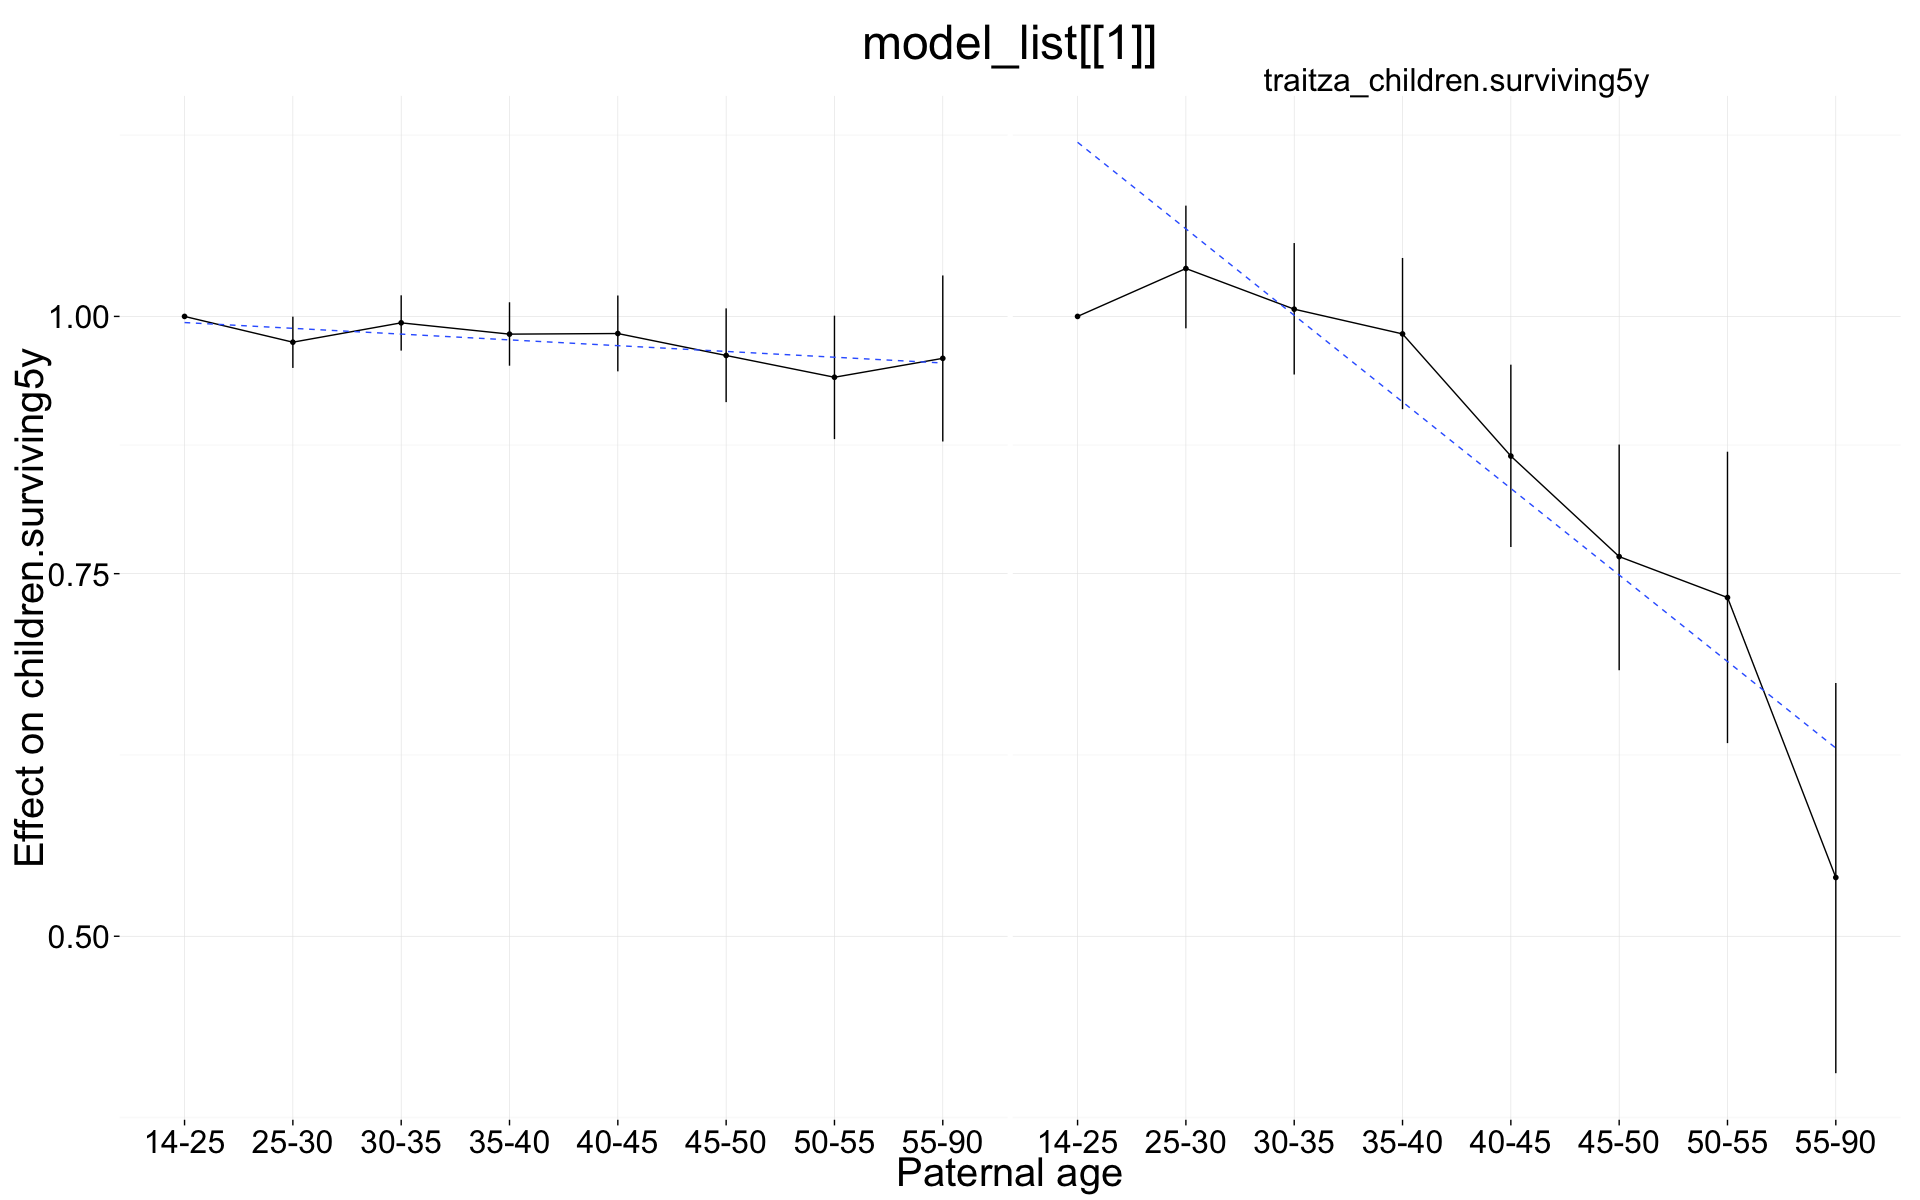 model_list[[1]]
traitza_children.surviving5y
Effect on children.surviving5y
1.00
0.75
0.50
14-25 25-30 30-35 35-40 40-45 45-50 50-55 55-90 14-25 25-30 30-35 35-40 40-45 45-50 50-55 55-90
Paternal age